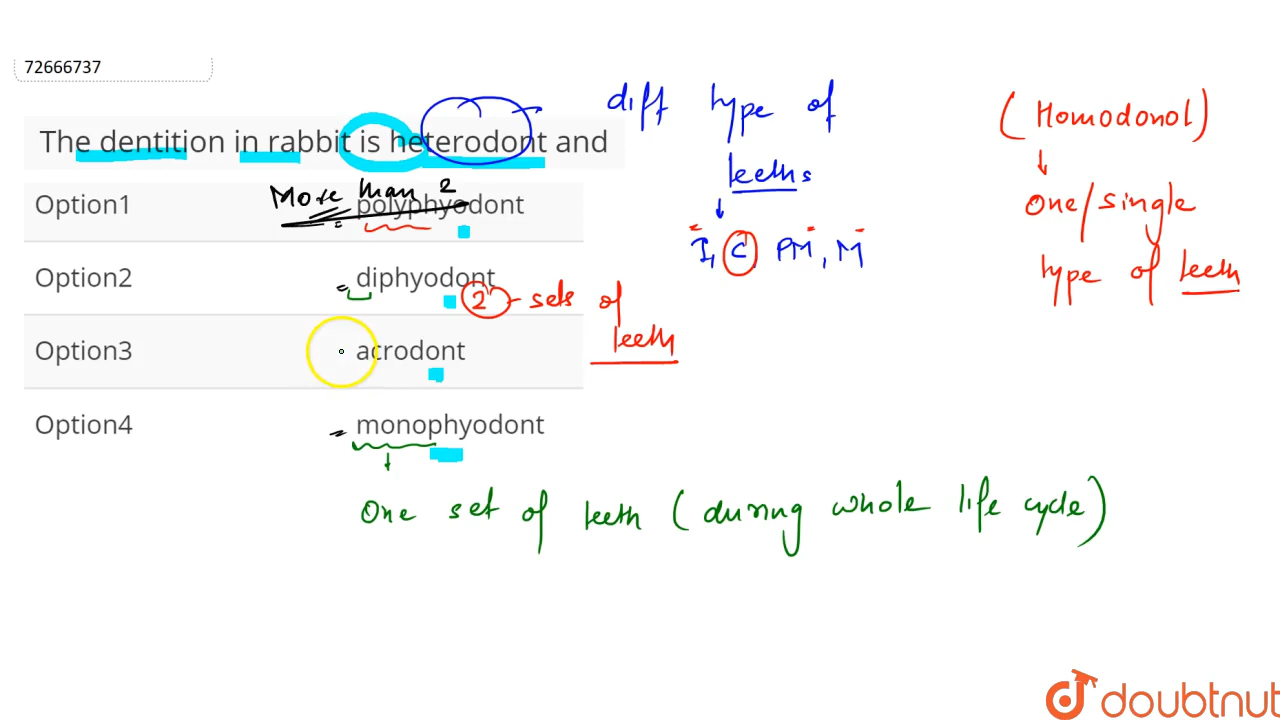 72666737
The dentition in rabbit is heterodont and
Option1 polyphyodont
More than 2
Option2 = diphyodont
2 - sets of
teeth
Option3 acrodont
Option4 = monophyodont
One set of teeth (during whole life cycle)
diff type of
teeths
I, C, PM, M
(Homodonol)
One/single
type of teeth
doubtnut